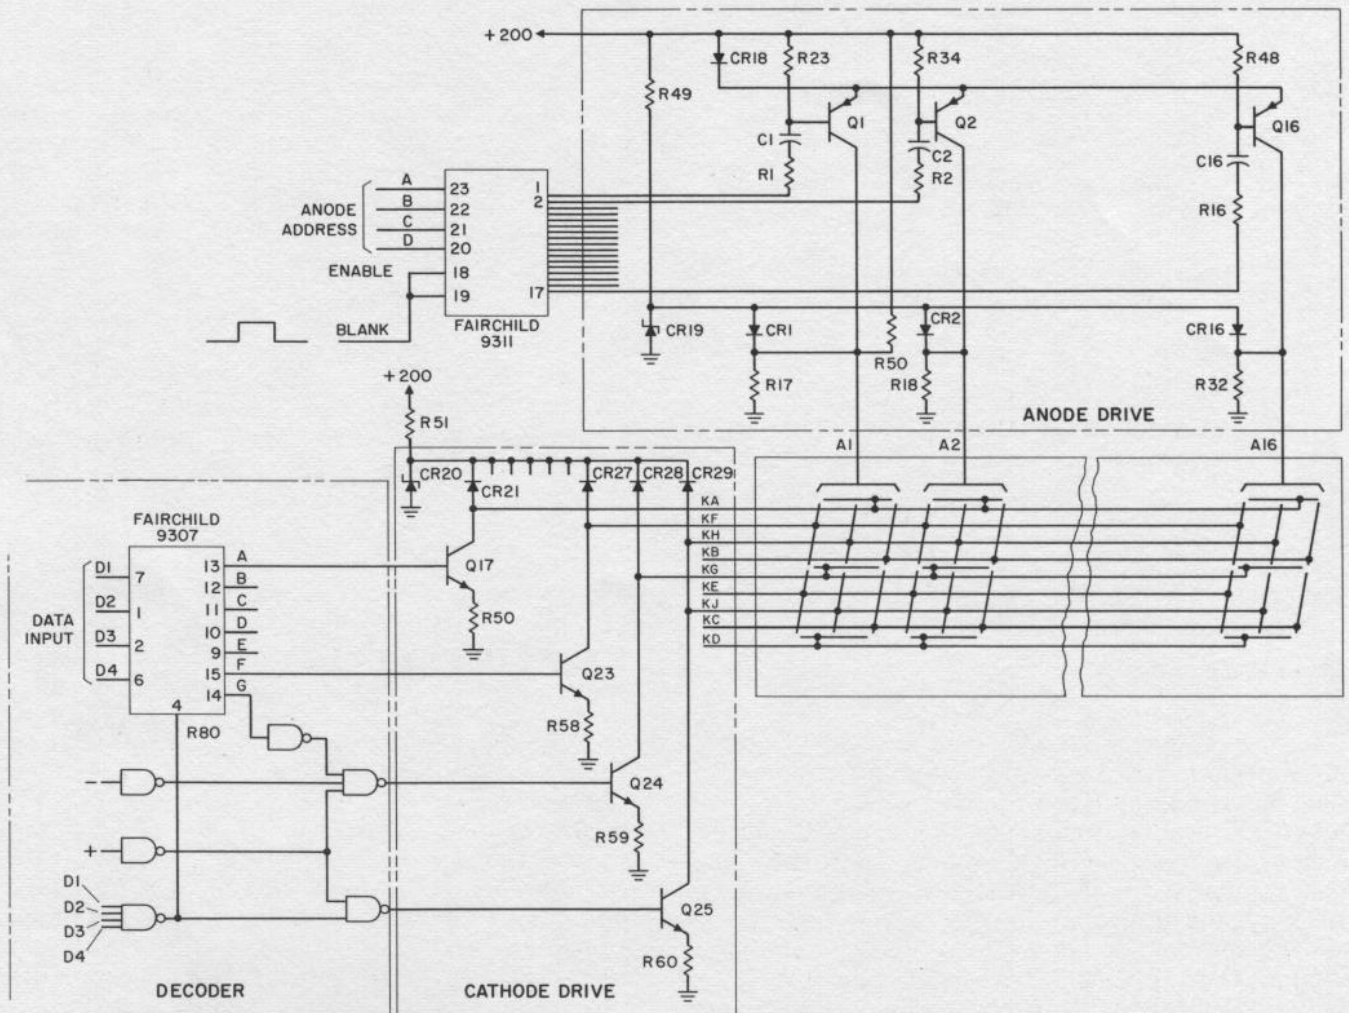 +200
CR18
R23
R34
R48
R49
Q1
Q2
Q16
C1
C2
C16
R1
R2
R16
ANODE
ADDRESS
A
B
C
D
23
22
21
20
18
19
1
2
17
ENABLE
BLANK
FAIRCHILD
9311
CR19
CR1
R50
CR2
CR16
R17
R18
R32
ANODE DRIVE
+200
R51
A1
A2
A16
CR20
CR21
CR27
CR28
CR29
KA
KF
KH
KB
KG
KE
KJ
KC
KD
FAIRCHILD
9307
DATA
INPUT
D1
D2
D3
D4
7
1
2
6
4
13
12
11
10
9
15
14
A
B
C
D
E
F
G
R80
Q17
R50
Q23
R58
Q24
R59
Q25
R60
-
+
D1
D2
D3
D4
DECODER
CATHODE DRIVE